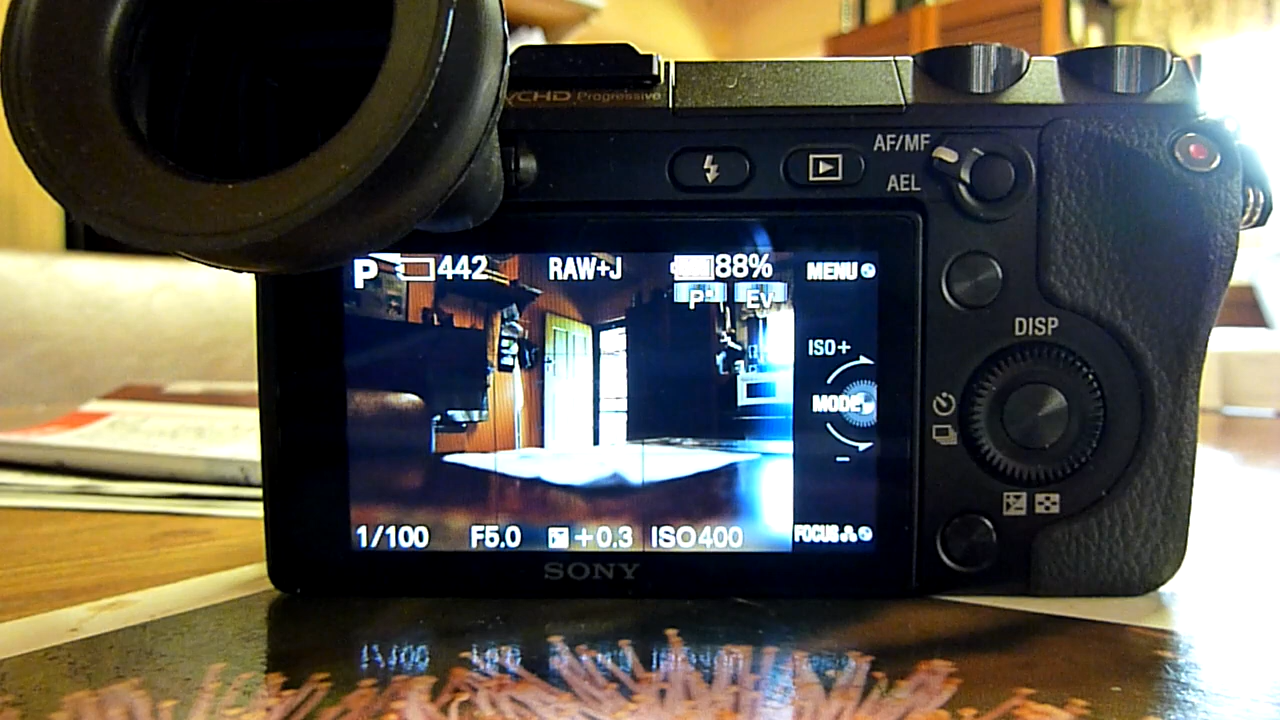 Progressive
AF/MF
AEL
P 442 RAW+J 88% MENU
P* Ev
DISP
ISO+
MODE
−
1/100 F5.0 +0.3 ISO400 FOCUS
SONY